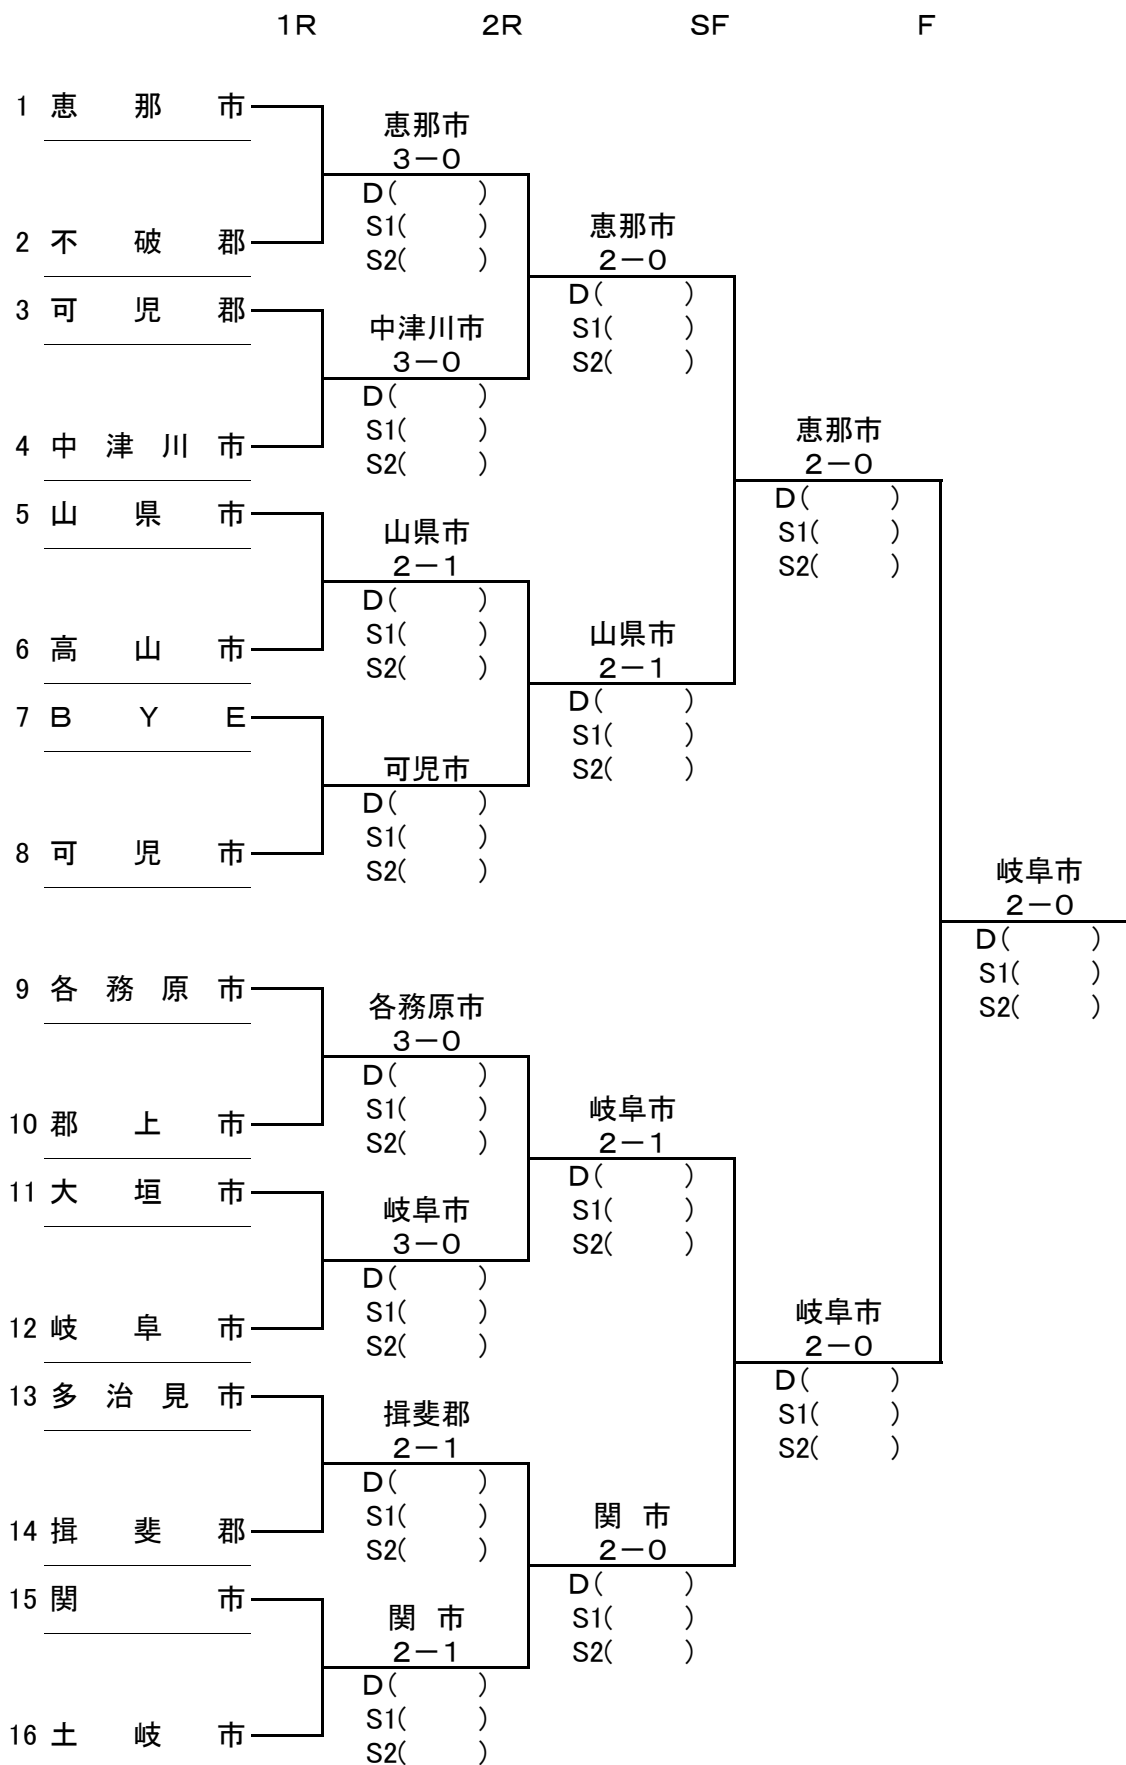 １R ２R SF F
1 恵那市
恵那市
３－０
D( )
S1( )
S2( )
2 不破郡
恵那市
２－０
D( )
S1( )
S2( )
3 可児郡
中津川市
３－０
D( )
S1( )
S2( )
4 中津川市
恵那市
２－０
D( )
S1( )
S2( )
5 山県市
山県市
２－１
D( )
S1( )
S2( )
6 高山市
山県市
２－１
D( )
S1( )
S2( )
7 ＢＹＥ
可児市
D( )
S1( )
S2( )
8 可児市
岐阜市
２－０
D( )
S1( )
S2( )
9 各務原市
各務原市
３－０
D( )
S1( )
S2( )
10 郡上市
岐阜市
２－１
D( )
S1( )
S2( )
11 大垣市
岐阜市
３－０
D( )
S1( )
S2( )
12 岐阜市
岐阜市
２－０
D( )
S1( )
S2( )
13 多治見市
揖斐郡
２－１
D( )
S1( )
S2( )
14 揖斐郡
関 市
２－０
D( )
S1( )
S2( )
15 関市
関 市
２－１
D( )
S1( )
S2( )
16 土岐市